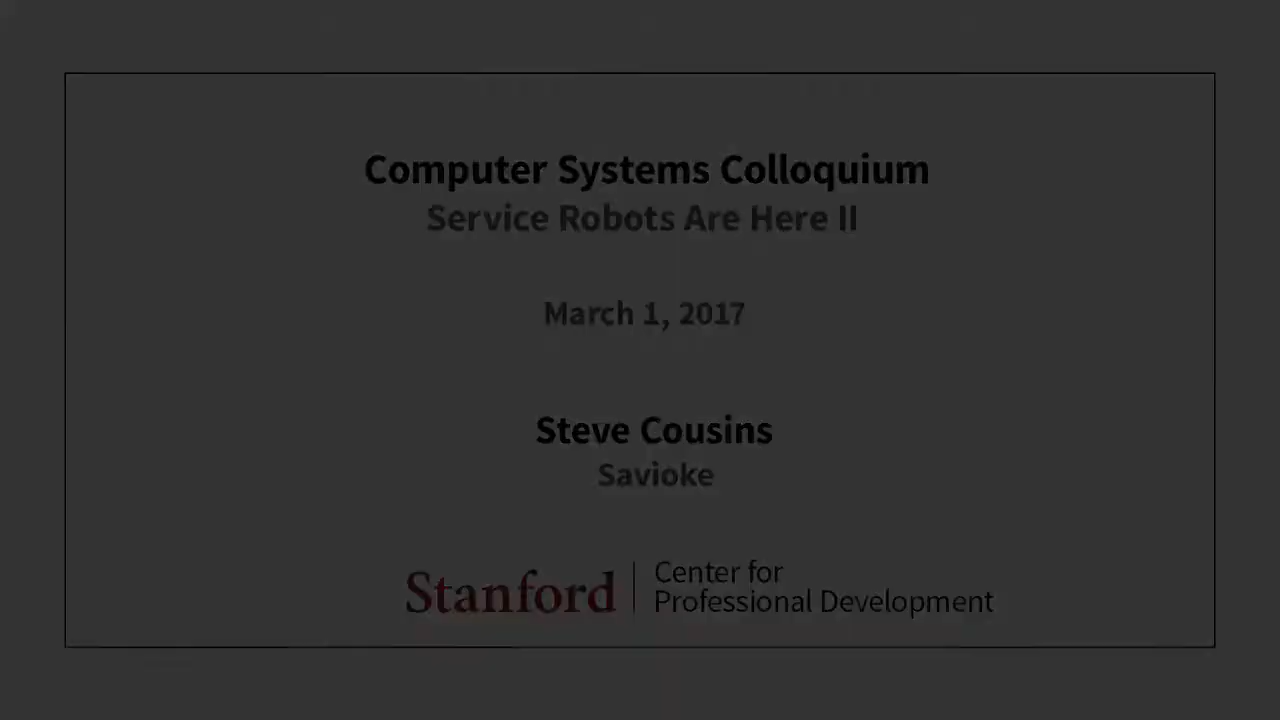 Computer Systems Colloquium
Service Robots Are Here II
March 1, 2017
Steve Cousins
Savioke
Stanford
Center for
Professional Development